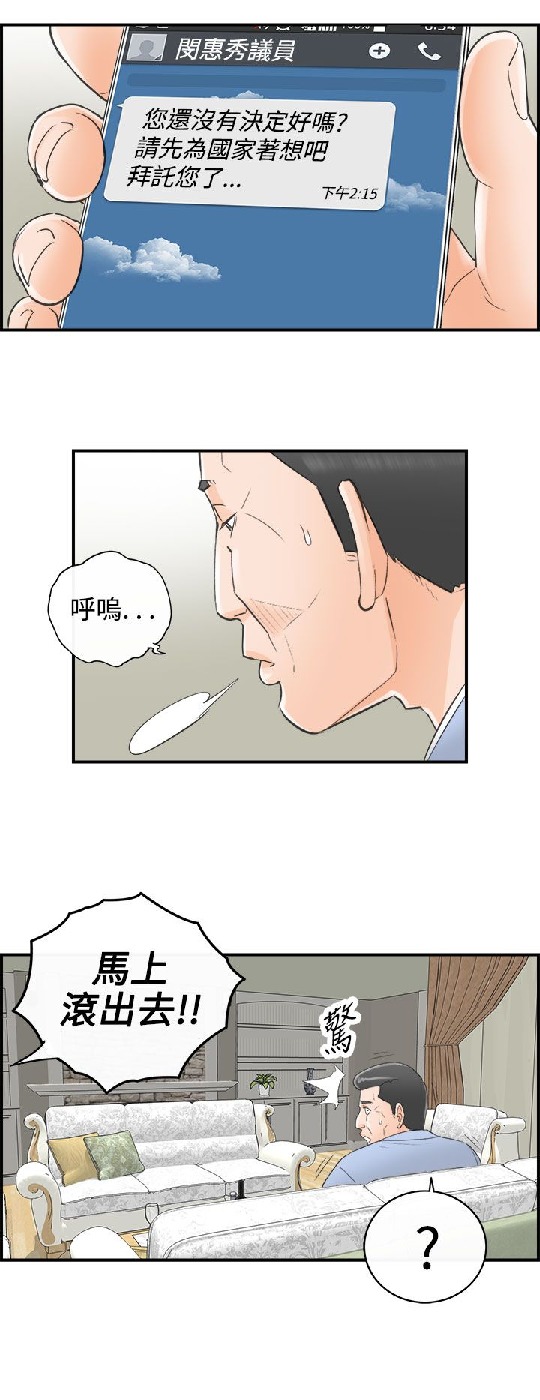 閔惠秀議員
您還沒有決定好嗎?
請先為國家著想吧
拜託您了...
下午2:15
呼嗚...
馬上
滾出去!!
驚
?